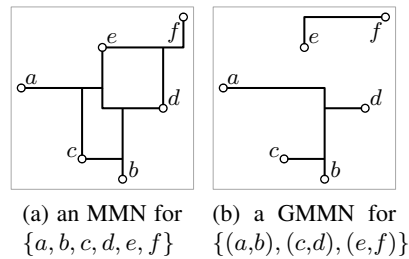 f
e
a
d
c
b
f
e
a
d
c
b
(a) an MMN for
{a, b, c, d, e, f}
(b) a GMMN for
{(a,b), (c,d), (e,f)}